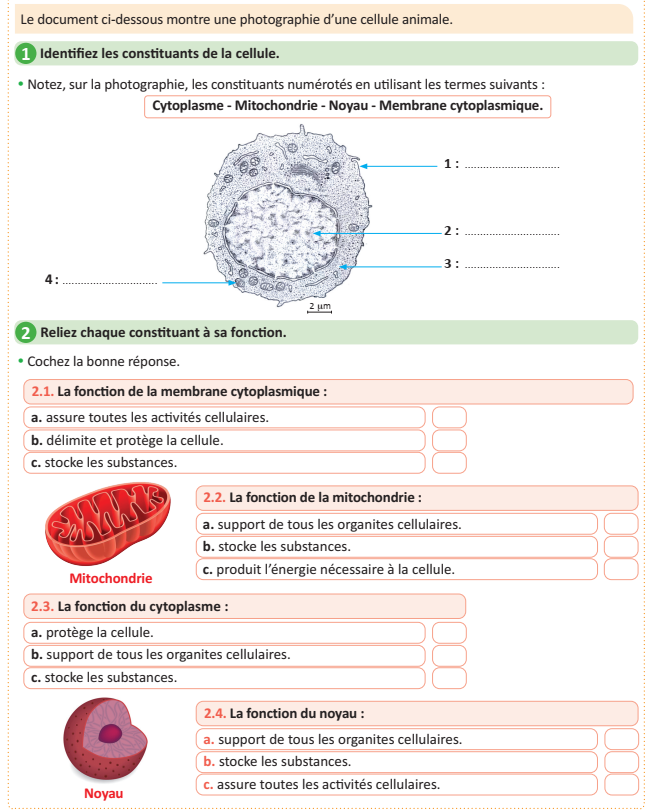 Le document ci-dessous montre une photographie d'une cellule animale.
1 Identifiez les constituants de la cellule.
• Notez, sur la photographie, les constituants numérotés en utilisant les termes suivants :
Cytoplasme - Mitochondrie - Noyau - Membrane cytoplasmique.
1 : ............................
2 : ............................
3 : ............................
4 : ............................
2 µm
2 Reliez chaque constituant à sa fonction.
• Cochez la bonne réponse.
2.1. La fonction de la membrane cytoplasmique :
a. assure toutes les activités cellulaires.
b. délimite et protège la cellule.
c. stocke les substances.
2.2. La fonction de la mitochondrie :
a. support de tous les organites cellulaires.
b. stocke les substances.
c. produit l'énergie nécessaire à la cellule.
Mitochondrie
2.3. La fonction du cytoplasme :
a. protège la cellule.
b. support de tous les organites cellulaires.
c. stocke les substances.
2.4. La fonction du noyau :
a. support de tous les organites cellulaires.
b. stocke les substances.
c. assure toutes les activités cellulaires.
Noyau